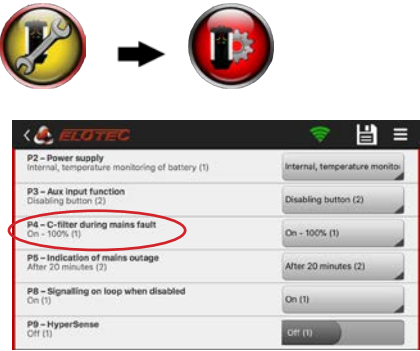 ELOTEC
P2 – Power supply
Internal, temperature monitoring of battery (1)
Internal, temperature monito
P3 – Aux input function
Disabling button (2)
Disabling button (2)
P4 – C-filter during mains fault
On - 100% (1)
On - 100% (1)
P5 – Indication of mains outage
After 20 minutes (2)
After 20 minutes (2)
P8 – Signalling on loop when disabled
On (1)
On (1)
P9 – HyperSense
Off (1)
Off (1)